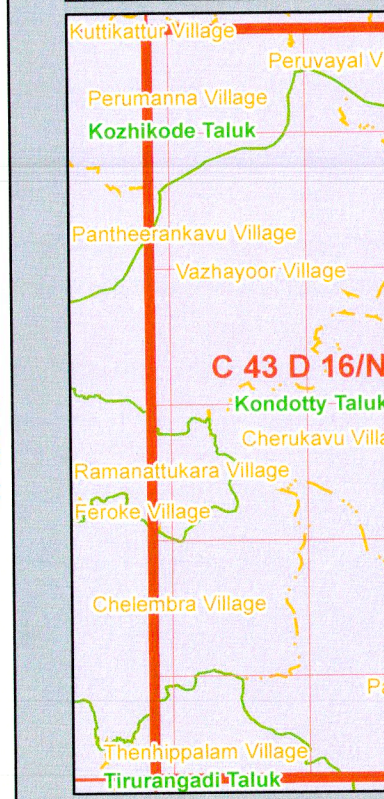 Kuttikattur Village
Peruvayal V
Perumanna Village
Kozhikode Taluk
Pantheerankavu Village
Vazhayoor Village
C 43 D 16/N
Kondotty Taluk
Cherukavu Villa
Ramanattukara Village
Feroke Village
Chelembra Village
Pa
Thenhippalam Village
Tirurangadi Taluk